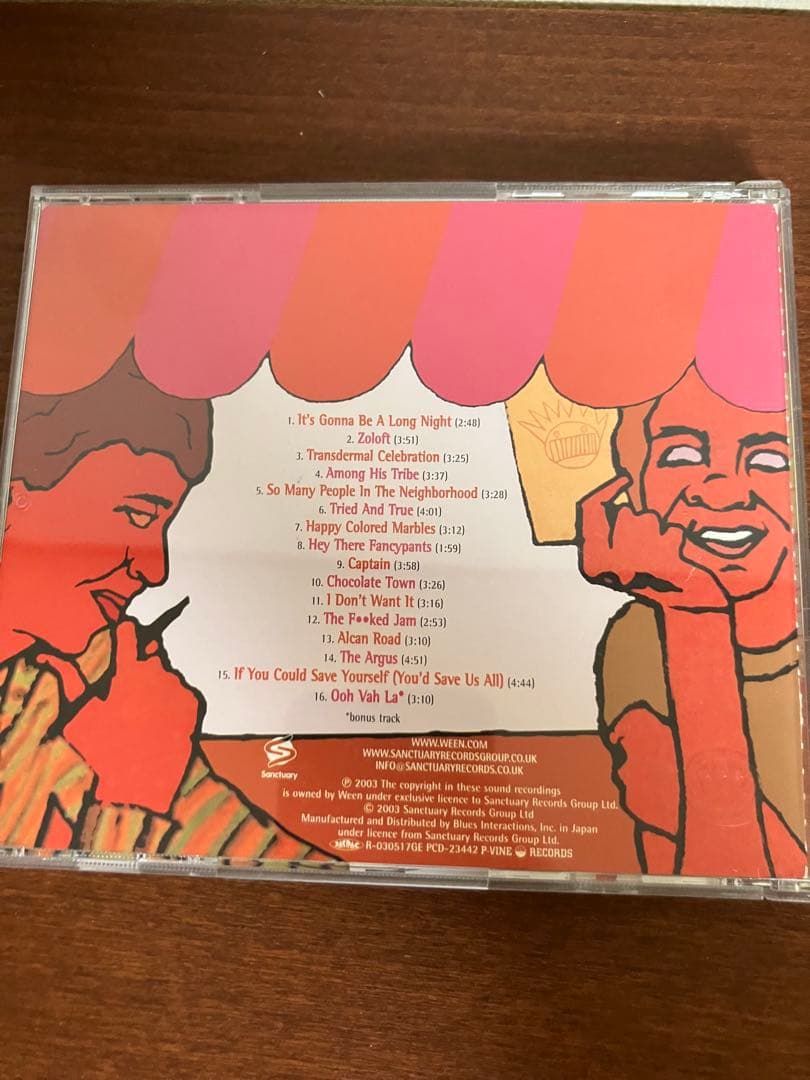 1. It's Gonna Be A Long Night (2:48)
2. Zoloft (3:51)
3. Transdermal Celebration (3:25)
4. Among His Tribe (3:37)
5. So Many People In The Neighborhood (3:28)
6. Tried And True (4:01)
7. Happy Colored Marbles (3:12)
8. Hey There Fancypants (1:59)
9. Captain (3:58)
10. Chocolate Town (3:26)
11. I Don't Want It (3:16)
12. The F••ked Jam (2:53)
13. Alcan Road (3:10)
14. The Argus (4:51)
15. If You Could Save Yourself (You'd Save Us All) (4:44)
16. Ooh Vah La* (3:10)
*bonus track
Sanctuary
WWW.WEEN.COM
WWW.SANCTUARYRECORDSGROUP.CO.UK
INFO@SANCTUARYRECORDS.CO.UK
℗ 2003 The copyright in these sound recordings
is owned by Ween under exclusive licence to Sanctuary Records Group Ltd.
© 2003 Sanctuary Records Group Ltd
Manufactured and Distributed by Blues Interactions, Inc. in Japan
under licence from Sanctuary Records Group Ltd.
R-030517GE PCD-23442 P-VINE RECORDS